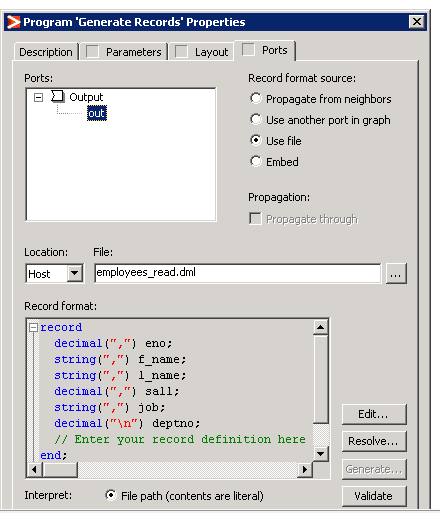 Program 'Generate Records' Properties
Description Parameters Layout Ports
Ports:
Output
out
Record format source:
Propagate from neighbors
Use another port in graph
Use file
Embed
Propagation:
Propagate through
Location: File:
Host employees_read.dml ...
Record format:
record
decimal(",") eno;
string(",") f_name;
string(",") l_name;
decimal(",") sall;
string(",") job;
decimal("\n") deptno;
// Enter your record definition here
end;
Edit...
Resolve...
Generate...
Validate
Interpret: File path (contents are literal)